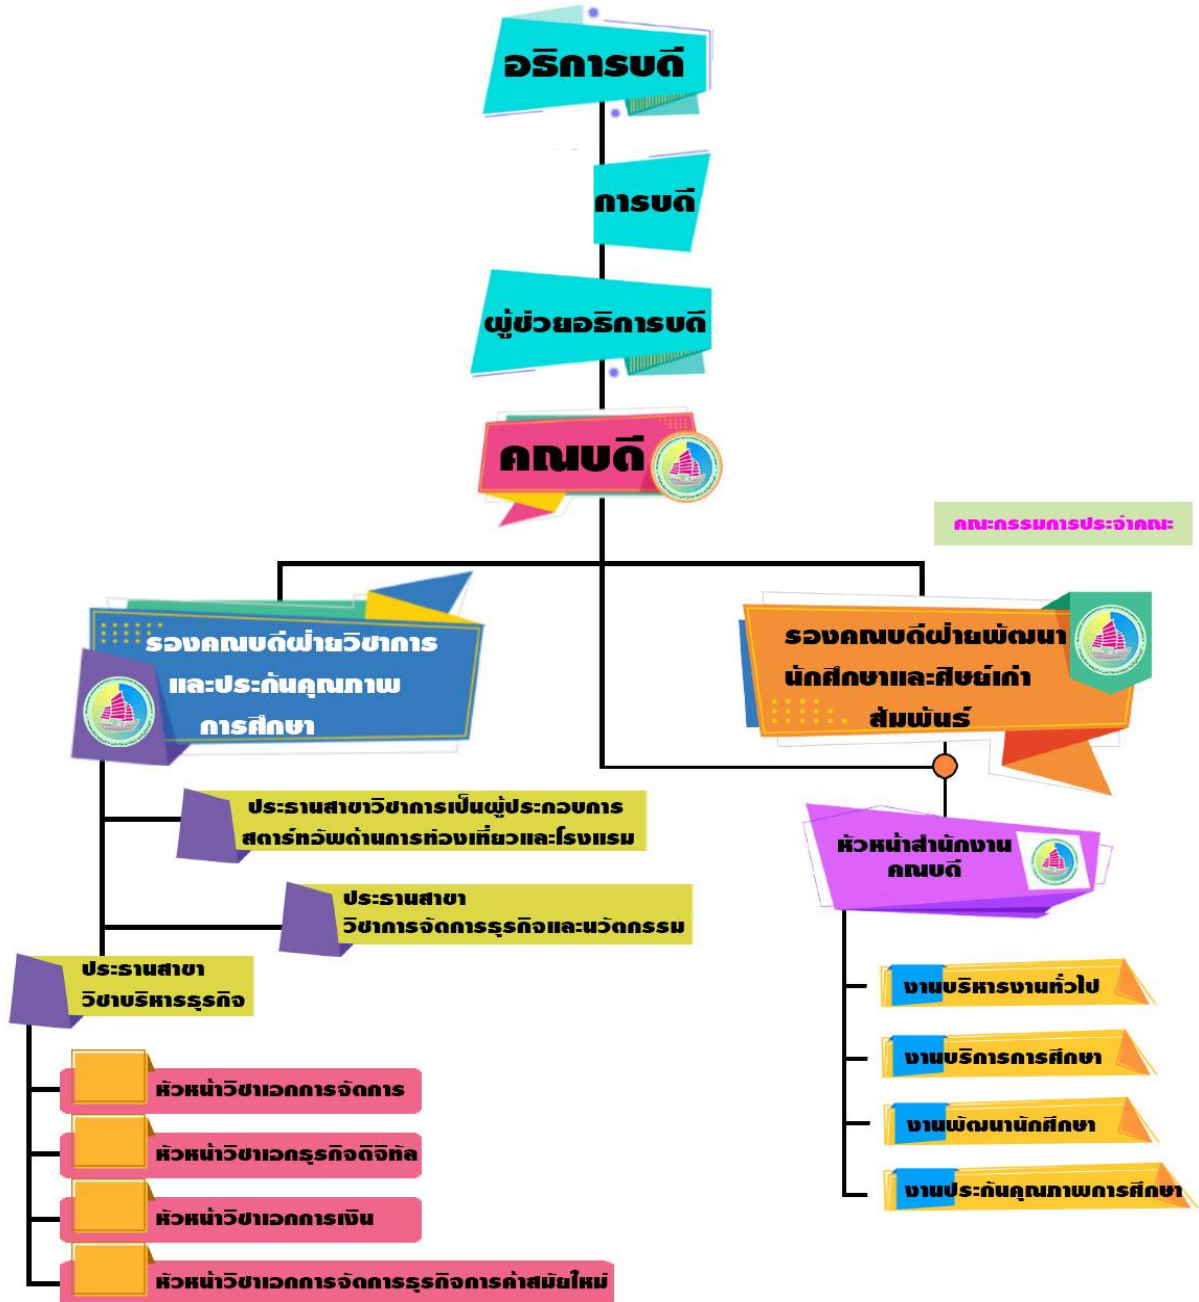 อธิการบดี
การบดี
ผู้ช่วยอธิการบดี
คณบดี
คณะกรรมการประจำคณะ
รองคณบดีฝ่ายวิชาการ
และประกันคุณภาพ
การศึกษา
รองคณบดีฝ่ายพัฒนา
นักศึกษาและศิษย์เก่า
สัมพันธ์
ประธานสาขาวิชาการเป็นผู้ประกอบการ
สตาร์ทอัพด้านการท่องเที่ยวและโรงแรม
ประธานสาขา
วิชาการจัดการธุรกิจและนวัตกรรม
ประธานสาขา
วิชาบริหารธุรกิจ
หัวหน้าวิชาเอกการจัดการ
หัวหน้าวิชาเอกธุรกิจดิจิทัล
หัวหน้าวิชาเอกการเงิน
หัวหน้าวิชาเอกการจัดการธุรกิจการค้าสมัยใหม่
หัวหน้าสำนักงาน
คณบดี
งานบริหารงานทั่วไป
งานบริการการศึกษา
งานพัฒนานักศึกษา
งานประกันคุณภาพการศึกษา